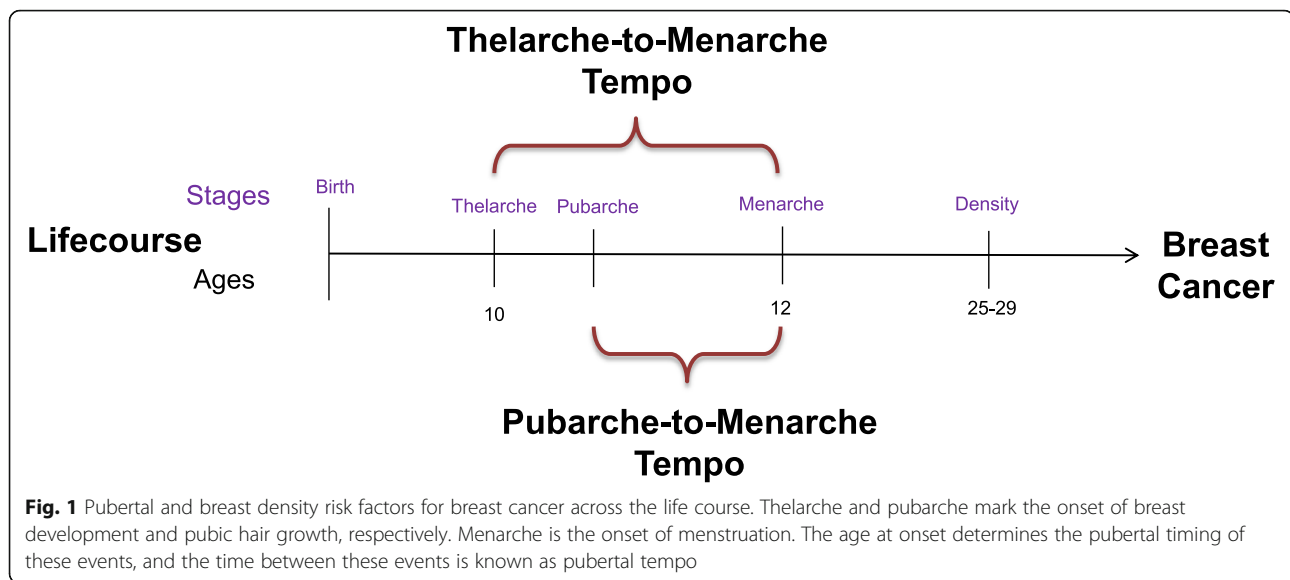 Thelarche-to-Menarche
Tempo
Stages
Birth
Thelarche
Pubarche
Menarche
Density
Lifecourse
Ages
Breast
Cancer
10
12
25-29
Pubarche-to-Menarche
Tempo
Fig. 1 Pubertal and breast density risk factors for breast cancer across the life course. Thelarche and pubarche mark the onset of breast
development and pubic hair growth, respectively. Menarche is the onset of menstruation. The age at onset determines the pubertal timing of
these events, and the time between these events is known as pubertal tempo